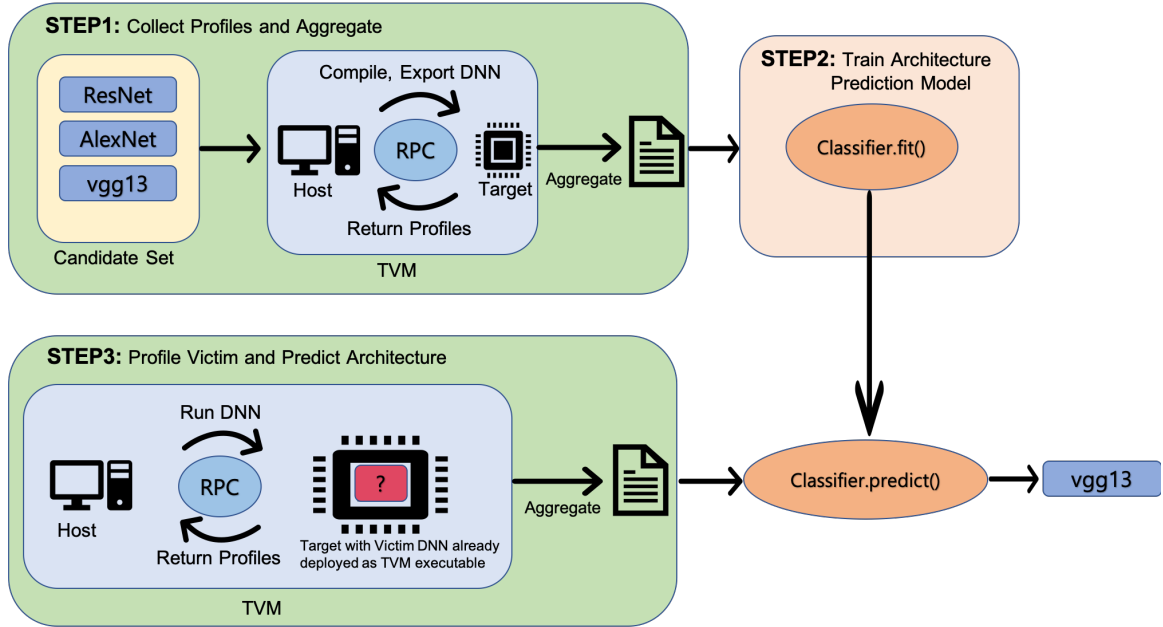 STEP1: Collect Profiles and Aggregate
ResNet
AlexNet
vgg13
Candidate Set
Compile, Export DNN
Host
RPC
Target
Return Profiles
TVM
Aggregate
STEP2: Train Architecture
Prediction Model
Classifier.fit()
STEP3: Profile Victim and Predict Architecture
Run DNN
Host
RPC
Return Profiles
?
Target with Victim DNN already
deployed as TVM executable
TVM
Aggregate
Classifier.predict()
vgg13